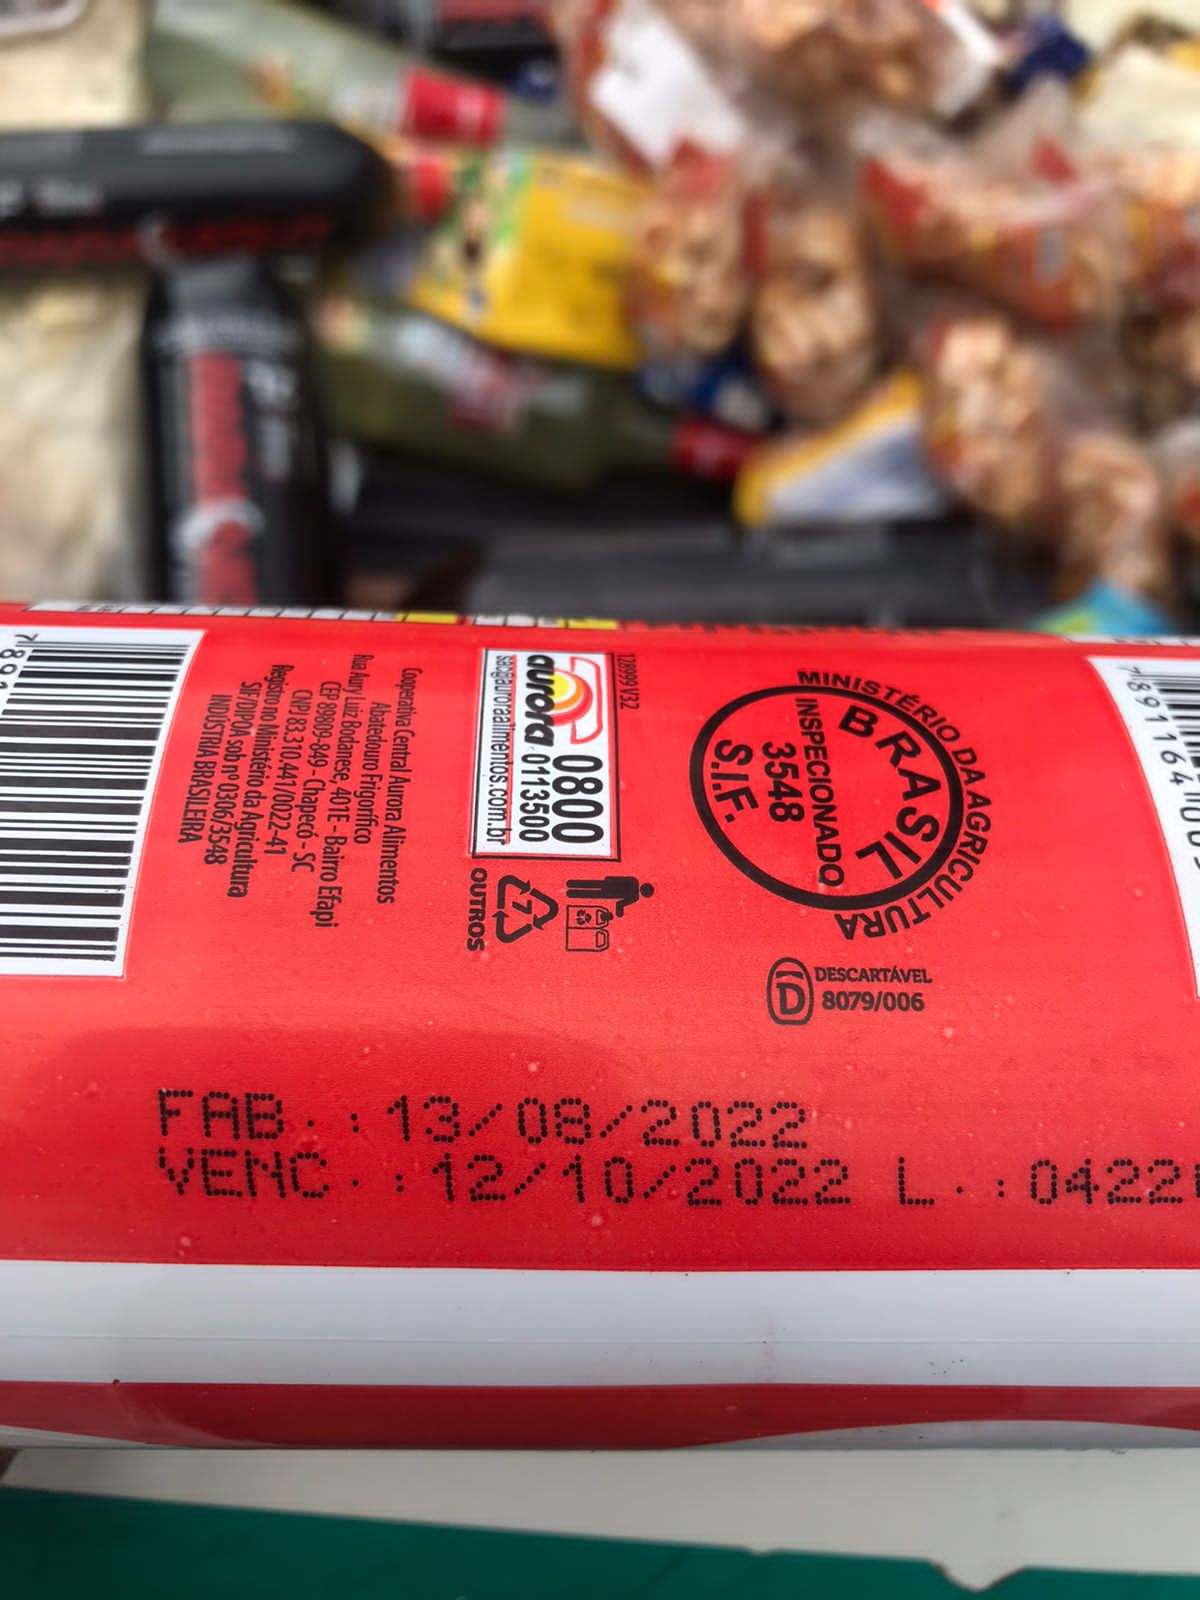 Cooperativa Central Aurora Alimentos
Abatedouro Frigorífico
Rua Aury Luiz Bodanese, 401E - Bairro Efapi
CEP 89809-849 - Chapecó - SC
CNPJ 83.310.441/0022-41
Registro no Ministério da Agricultura
SIF/DIPOA sob nº 0306/3548
INDÚSTRIA BRASILEIRA
128999 V32
aurora
0800
0113500
sac@auroraalimentos.com.br
7
OUTROS
MINISTÉRIO DA AGRICULTURA
BRASIL
INSPECIONADO
3548
S.I.F.
D
DESCARTÁVEL
8079/006
FAB.: 13/08/2022
VENC.: 12/10/2022 L.: 0422